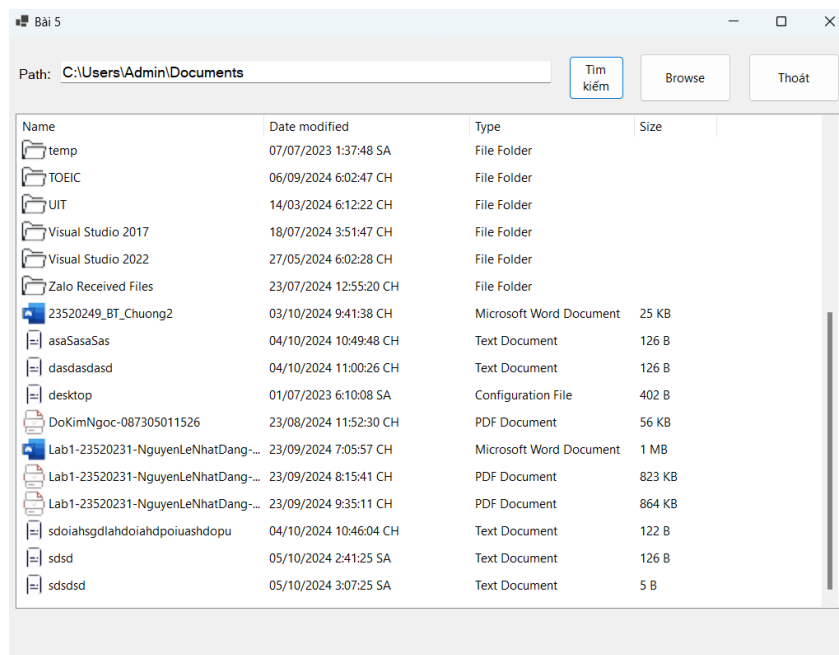 Bài 5
Path: C:\Users\Admin\Documents Tìm kiếm Browse Thoát
Name Date modified Type Size
temp 07/07/2023 1:37:48 SA File Folder
TOEIC 06/09/2024 6:02:47 CH File Folder
UIT 14/03/2024 6:12:22 CH File Folder
Visual Studio 2017 18/07/2024 3:51:47 CH File Folder
Visual Studio 2022 27/05/2024 6:02:28 CH File Folder
Zalo Received Files 23/07/2024 12:55:20 CH File Folder
23520249_BT_Chuong2 03/10/2024 9:41:38 CH Microsoft Word Document 25 KB
asaSasaSas 04/10/2024 10:49:48 CH Text Document 126 B
dasdasdasd 04/10/2024 11:00:26 CH Text Document 126 B
desktop 01/07/2023 6:10:08 SA Configuration File 402 B
DoKimNgoc-087305011526 23/08/2024 11:52:30 CH PDF Document 56 KB
Lab1-23520231-NguyenLeNhatDang-... 23/09/2024 7:05:57 CH Microsoft Word Document 1 MB
Lab1-23520231-NguyenLeNhatDang-... 23/09/2024 8:15:41 CH PDF Document 823 KB
Lab1-23520231-NguyenLeNhatDang-... 23/09/2024 9:35:11 CH PDF Document 864 KB
sdoiahsgdlahdoiahdpoiuashdopu 04/10/2024 10:46:04 CH Text Document 122 B
sdsd 05/10/2024 2:41:25 SA Text Document 126 B
sdsdsd 05/10/2024 3:07:25 SA Text Document 5 B